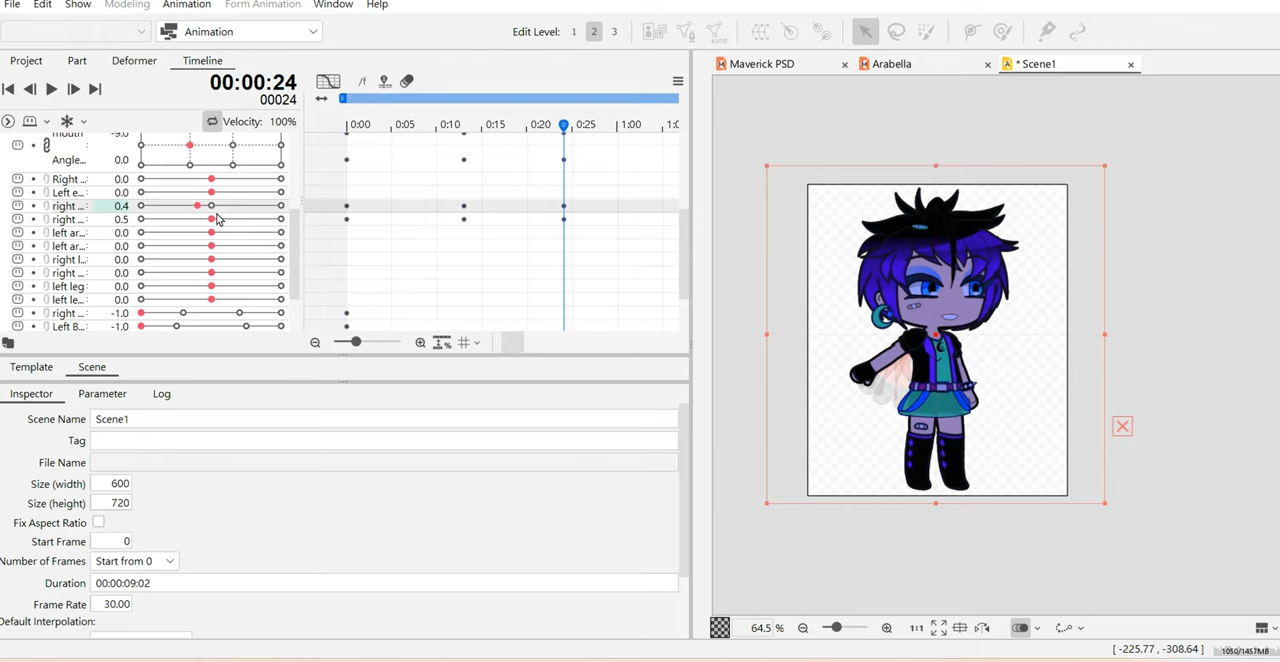 File Edit Show Modeling Animation Form Animation Window Help
Animation Edit Level: 1 2 3 AUTO
Project Part Deformer Timeline
Maverick PSD × Arabella × * Scene1 ×
00:00:24 /f
00024
Velocity: 100%
0:00 0:05 0:10 0:15 0:20 0:25 1:00
mouth -9.0
Angle... 0.0
Right ... 0.0
Left e... 0.0
right ... 0.4
right ... 0.5
left ar... 0.0
left ar... 0.0
right l... 0.0
right ... 0.0
left leg 0.0
left le... 0.0
right ... -1.0
Left B... -1.0
Template Scene
Inspector Parameter Log
Scene Name Scene1
Tag
File Name
Size (width) 600
Size (height) 720
Fix Aspect Ratio
Start Frame 0
Number of Frames Start from 0
Duration 00:00:09:02
Frame Rate 30.00
Default Interpolation:
64.5 % 1:1
[ -225.77 , -308.64 ] 1050/1457MB